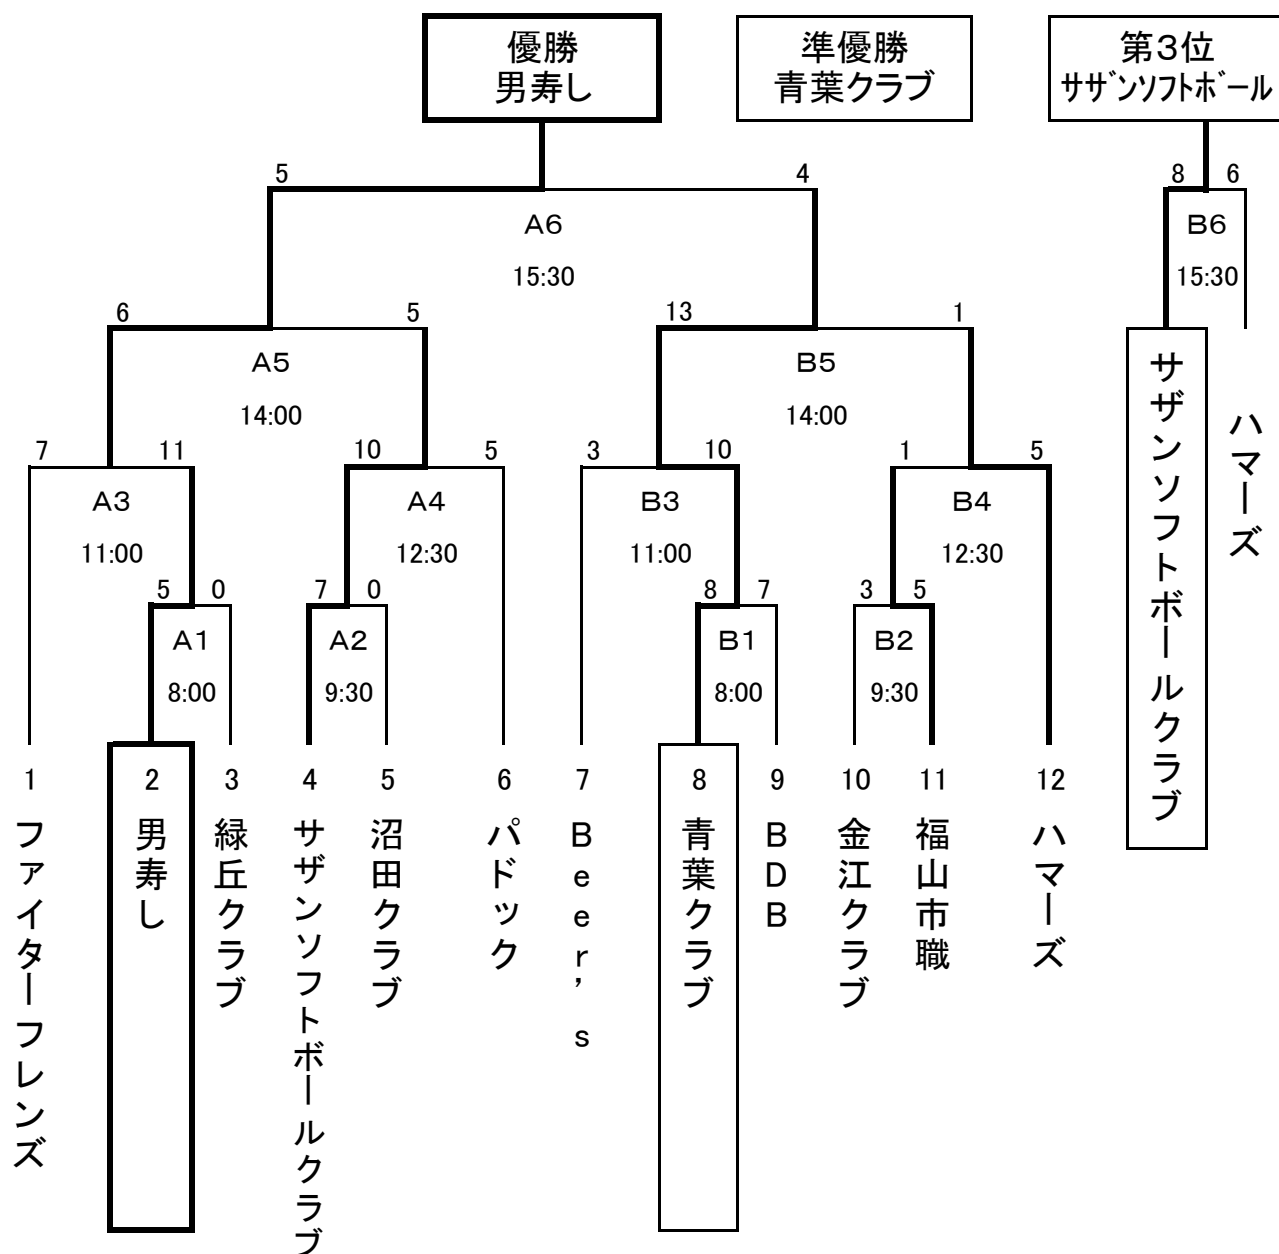 優勝
男寿し
準優勝
青葉クラブ
第3位
ｻｻﾞﾝｿﾌﾄﾎﾞｰﾙ
5 4 8 6
A6 B6
15:30 15:30
6 5 13 1
A5 B5
14:00 14:00
7 11 10 5 3 10 1 5
A3 A4 B3 B4
11:00 12:30 11:00 12:30
5 0 7 0 8 7 3 5
A1 A2 B1 B2
8:00 9:30 8:00 9:30
サザンソフトボールクラブ
ハマーズ
1 2 3 4 5 6 7 8 9 10 11 12
ファイターフレンズ
男寿し
緑丘クラブ
サザンソフトボールクラブ
沼田クラブ
パドック
Beer's
青葉クラブ
BDB
金江クラブ
福山市職
ハマーズ